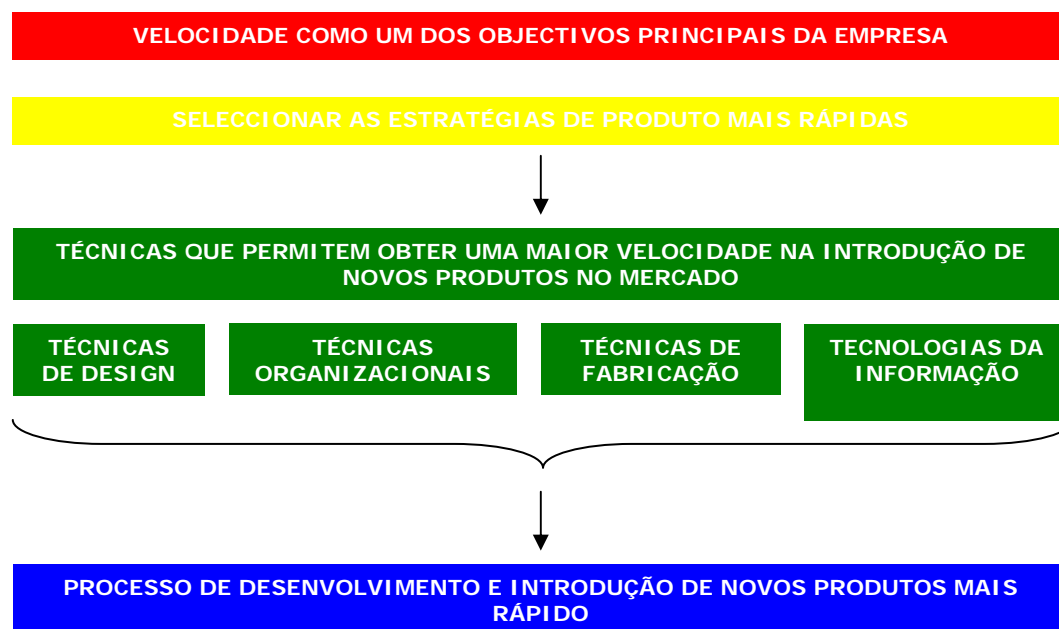 VELOCIDADE COMO UM DOS OBJECTIVOS PRINCIPAIS DA EMPRESA
SELECCIONAR AS ESTRATÉGIAS DE PRODUTO MAIS RÁPIDAS
TÉCNICAS QUE PERMITEM OBTER UMA MAIOR VELOCIDADE NA INTRODUÇÃO DE
NOVOS PRODUTOS NO MERCADO
TÉCNICAS
DE DESIGN
TÉCNICAS
ORGANIZACIONAIS
TÉCNICAS DE
FABRICAÇÃO
TECNOLOGIAS DA
INFORMAÇÃO
PROCESSO DE DESENVOLVIMENTO E INTRODUÇÃO DE NOVOS PRODUTOS MAIS
RÁPIDO